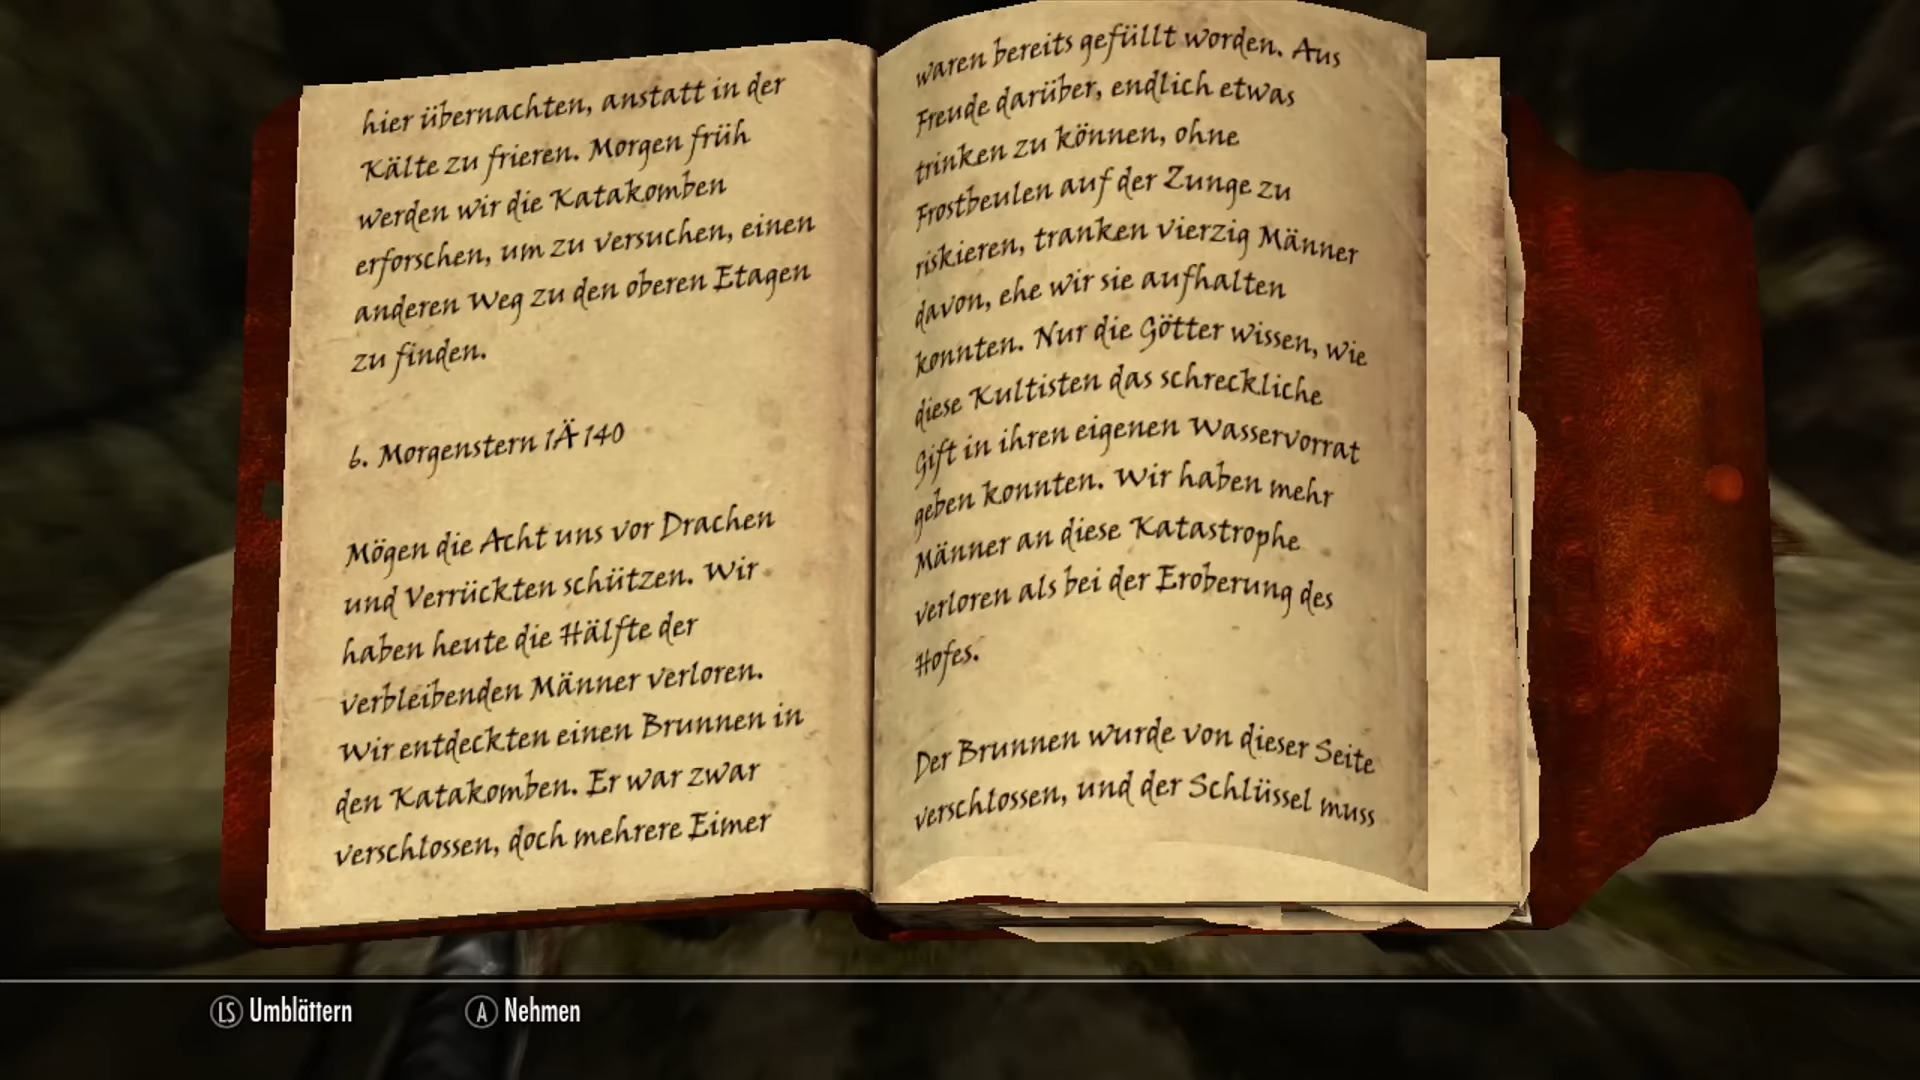 hier übernachten, anstatt in der
Kälte zu frieren. Morgen früh
werden wir die Katakomben
erforschen, um zu versuchen, einen
anderen Weg zu den oberen Etagen
zu finden.
6. Morgenstern 1Ä 140
Mögen die Acht uns vor Drachen
und Verrückten schützen. Wir
haben heute die Hälfte der
verbleibenden Männer verloren.
Wir entdeckten einen Brunnen in
den Katakomben. Er war zwar
verschlossen, doch mehrere Eimer
waren bereits gefüllt worden. Aus
Freude darüber, endlich etwas
trinken zu können, ohne
Frostbeulen auf der Zunge zu
riskieren, tranken vierzig Männer
davon, ehe wir sie aufhalten
konnten. Nur die Götter wissen, wie
diese Kultisten das schreckliche
Gift in ihren eigenen Wasservorrat
geben konnten. Wir haben mehr
Männer an diese Katastrophe
verloren als bei der Eroberung des
Hofes.
Der Brunnen wurde von dieser Seite
verschlossen, und der Schlüssel muss
LS Umblättern
A Nehmen